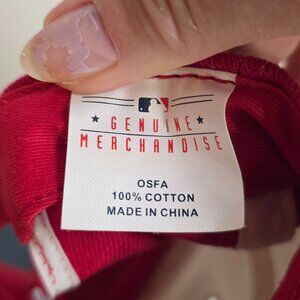 GENUINE
MERCHANDISE
OSFA
100% COTTON
MADE IN CHINA